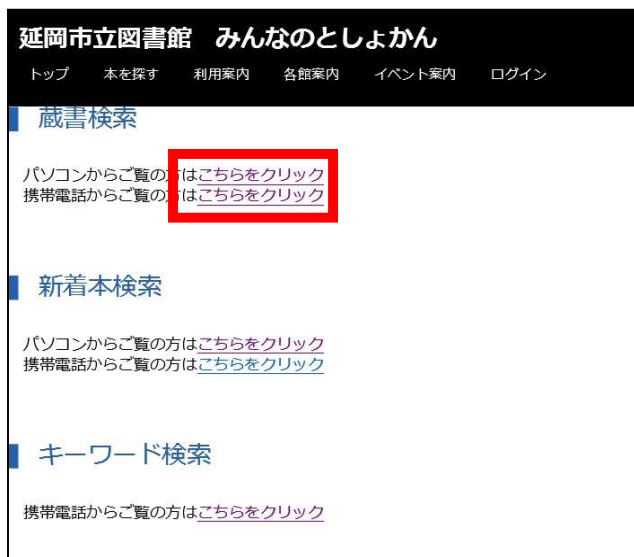 延岡市立図書館　みんなのとしょかん
トップ　本を探す　利用案内　各館案内　イベント案内　ログイン
蔵書検索
パソコンからご覧の方はこちらをクリック
携帯電話からご覧の方はこちらをクリック
新着本検索
パソコンからご覧の方はこちらをクリック
携帯電話からご覧の方はこちらをクリック
キーワード検索
携帯電話からご覧の方はこちらをクリック